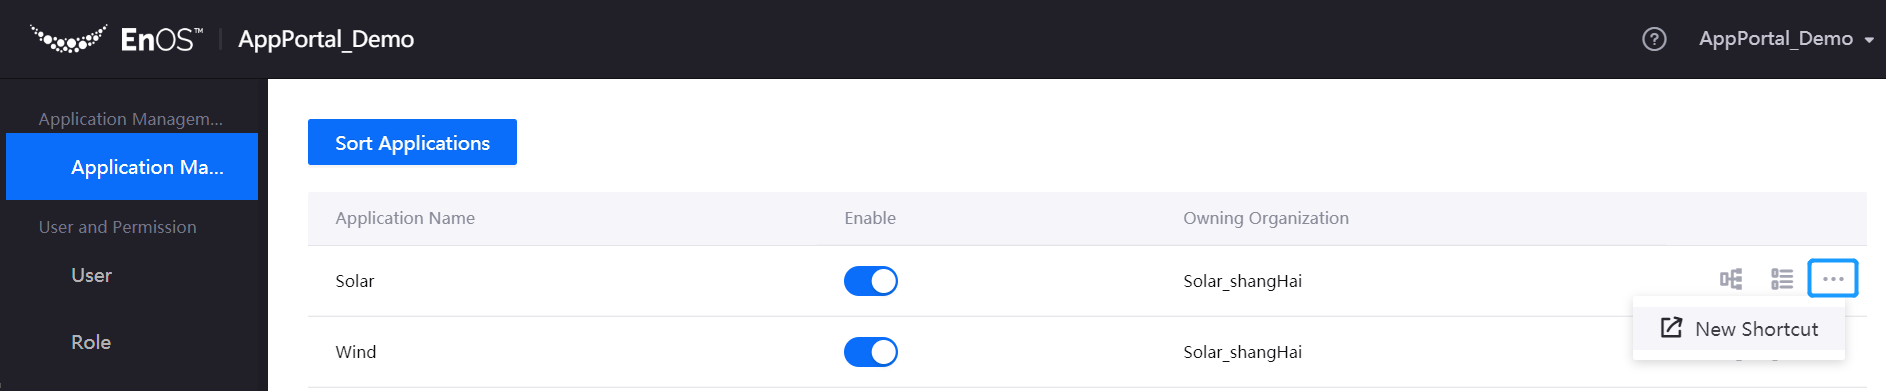 EnOS™ AppPortal_Demo
? AppPortal_Demo
Application Managem...
Application Ma...
User and Permission
User
Role
Sort Applications
Application Name Enable Owning Organization
Solar Solar_shangHai
New Shortcut
Wind Solar_shangHai